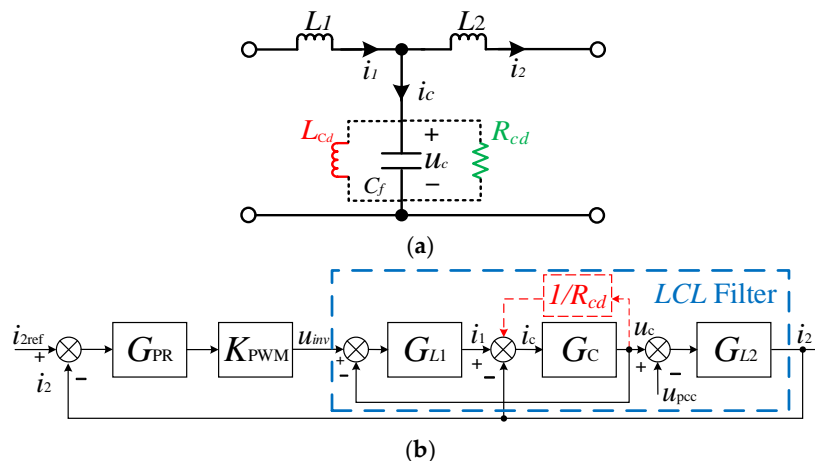 L1 L2
i1 i2
ic
LCd + Rcd
uc
Cf −
(a)
1/Rcd LCL Filter
i2ref uinv i1 ic uc i2
GPR KPWM GL1 GC GL2
+ − + − + − + −
i2 upcc
(b)